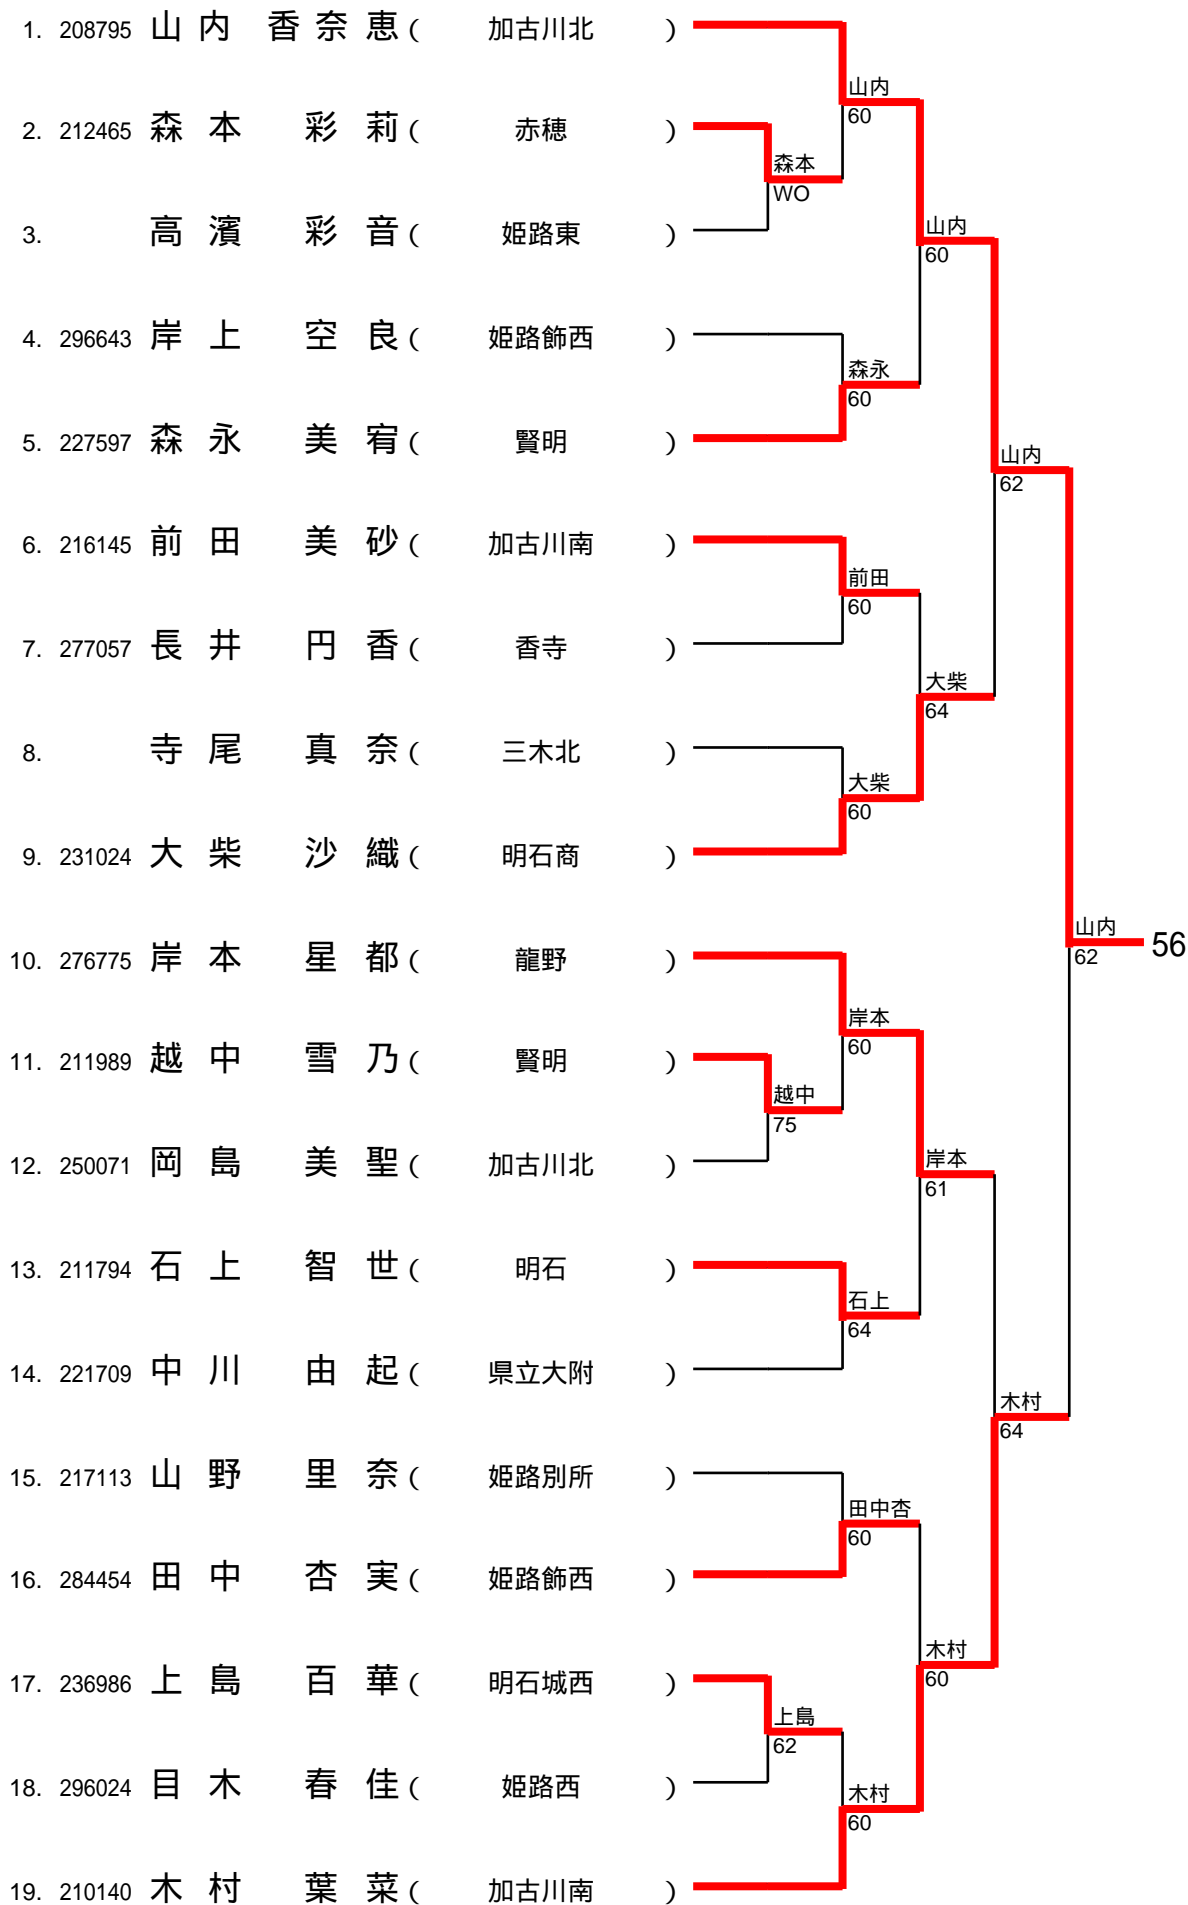 1. 208795 山内 香奈恵 ( 加古川北 )
山内
2. 212465 森本 彩莉 ( 赤穂 )
60
森本
WO
3. 高濱 彩音 ( 姫路東 )
山内
60
4. 296643 岸上 空良 ( 姫路飾西 )
森永
60
5. 227597 森永 美宥 ( 賢明 )
山内
62
6. 216145 前田 美砂 ( 加古川南 )
前田
60
7. 277057 長井 円香 ( 香寺 )
大柴
64
8. 寺尾 真奈 ( 三木北 )
大柴
60
9. 231024 大柴 沙織 ( 明石商 )
山内
62
56
10. 276775 岸本 星都 ( 龍野 )
岸本
60
11. 211989 越中 雪乃 ( 賢明 )
越中
75
12. 250071 岡島 美聖 ( 加古川北 )
岸本
61
13. 211794 石上 智世 ( 明石 )
石上
64
14. 221709 中川 由起 ( 県立大附 )
木村
64
15. 217113 山野 里奈 ( 姫路別所 )
田中杏
60
16. 284454 田中 杏実 ( 姫路飾西 )
木村
60
17. 236986 上島 百華 ( 明石城西 )
上島
62
18. 296024 目木 春佳 ( 姫路西 )
木村
60
19. 210140 木村 葉菜 ( 加古川南 )